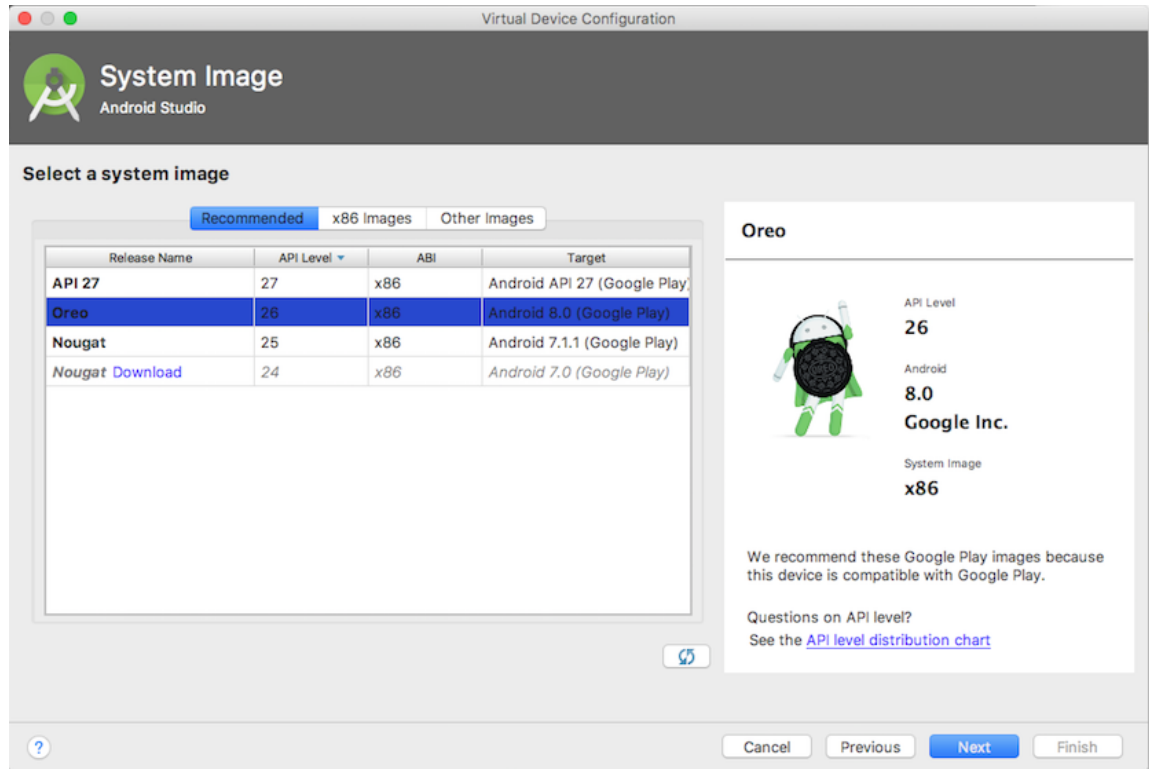 Virtual Device Configuration
System Image
Android Studio
Select a system image
Recommended x86 Images Other Images
Release Name API Level ABI Target
API 27 27 x86 Android API 27 (Google Play)
Oreo 26 x86 Android 8.0 (Google Play)
Nougat 25 x86 Android 7.1.1 (Google Play)
Nougat Download 24 x86 Android 7.0 (Google Play)
Oreo
API Level
26
Android
8.0
Google Inc.
System Image
x86
We recommend these Google Play images because
this device is compatible with Google Play.
Questions on API level?
See the API level distribution chart
? Cancel Previous Next Finish